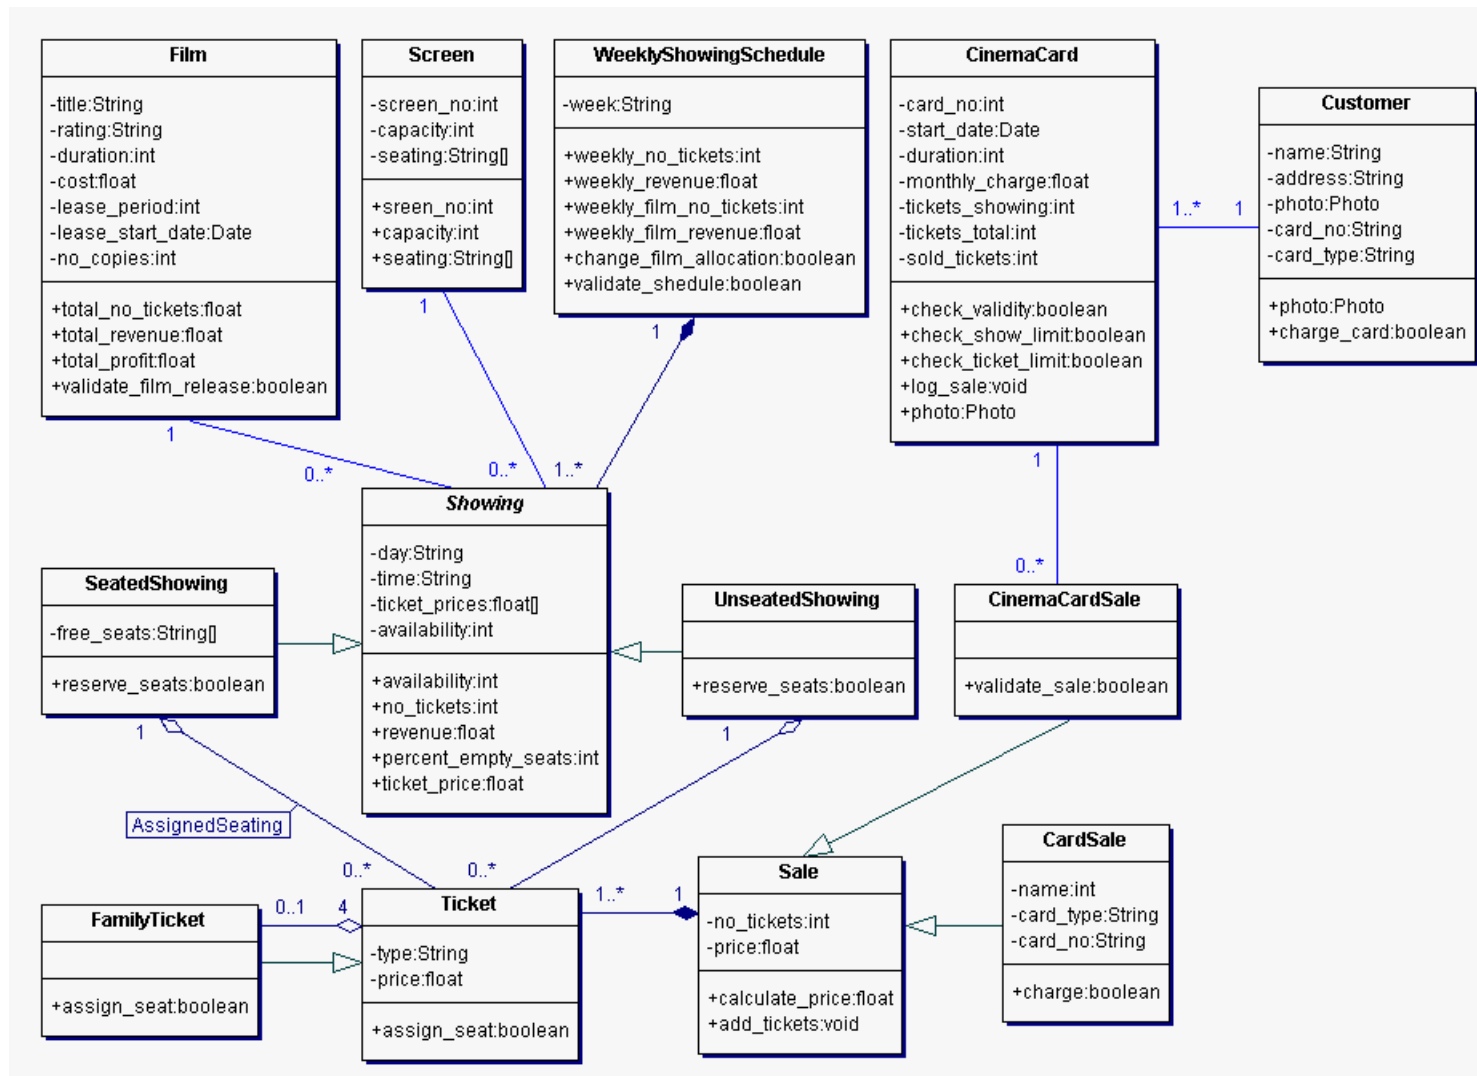 Film
-title:String
-rating:String
-duration:int
-cost:float
-lease_period:int
-lease_start_date:Date
-no_copies:int
+total_no_tickets:float
+total_revenue:float
+total_profit:float
+validate_film_release:boolean
Screen
-screen_no:int
-capacity:int
-seating:String[]
+sreen_no:int
+capacity:int
+seating:String[]
WeeklyShowingSchedule
-week:String
+weekly_no_tickets:int
+weekly_revenue:float
+weekly_film_no_tickets:int
+weekly_film_revenue:float
+change_film_allocation:boolean
+validate_shedule:boolean
CinemaCard
-card_no:int
-start_date:Date
-duration:int
-monthly_charge:float
-tickets_showing:int
-tickets_total:int
-sold_tickets:int
+check_validity:boolean
+check_show_limit:boolean
+check_ticket_limit:boolean
+log_sale:void
+photo:Photo
1..*
1
Customer
-name:String
-address:String
-photo:Photo
-card_no:String
-card_type:String
+photo:Photo
+charge_card:boolean
1
0..*
1
0..*
1
1..*
1
0..*
Showing
-day:String
-time:String
-ticket_prices:float[]
-availability:int
+availability:int
+no_tickets:int
+revenue:float
+percent_empty_seats:int
+ticket_price:float
SeatedShowing
-free_seats:String[]
+reserve_seats:boolean
UnseatedShowing
+reserve_seats:boolean
CinemaCardSale
+validate_sale:boolean
1
AssignedSeating
0..*
1
0..*
FamilyTicket
+assign_seat:boolean
0..1
4
Ticket
-type:String
-price:float
+assign_seat:boolean
1..*
1
Sale
-no_tickets:int
-price:float
+calculate_price:float
+add_tickets:void
CardSale
-name:int
-card_type:String
-card_no:String
+charge:boolean